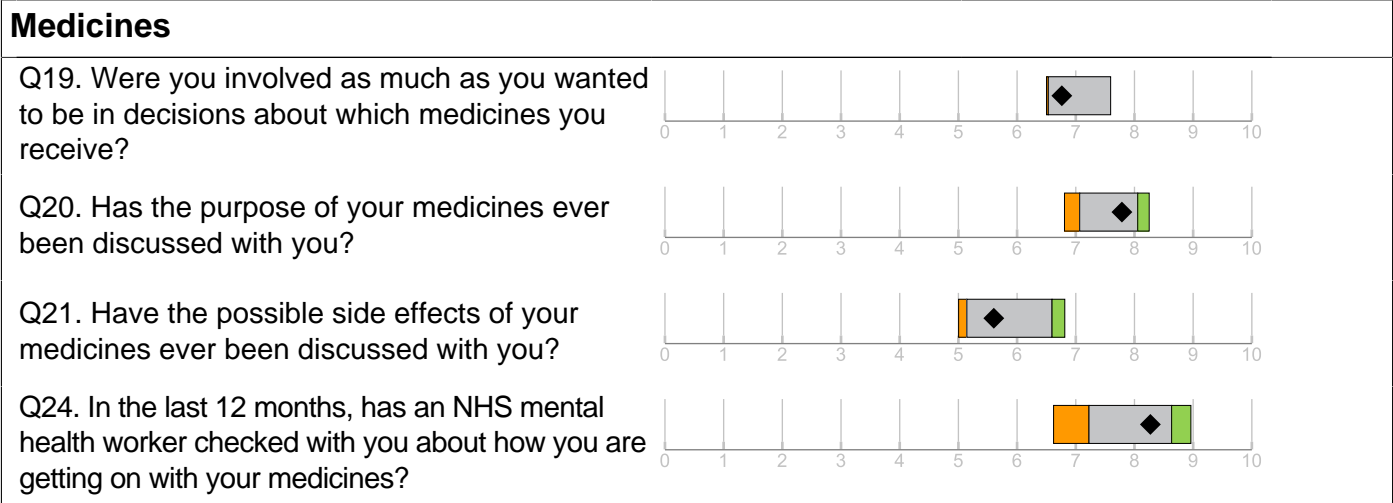 Medicines
Q19. Were you involved as much as you wanted
to be in decisions about which medicines you
receive?
0 1 2 3 4 5 6 7 8 9 10
Q20. Has the purpose of your medicines ever
been discussed with you?
0 1 2 3 4 5 6 7 8 9 10
Q21. Have the possible side effects of your
medicines ever been discussed with you?
0 1 2 3 4 5 6 7 8 9 10
Q24. In the last 12 months, has an NHS mental
health worker checked with you about how you are
getting on with your medicines?
0 1 2 3 4 5 6 7 8 9 10